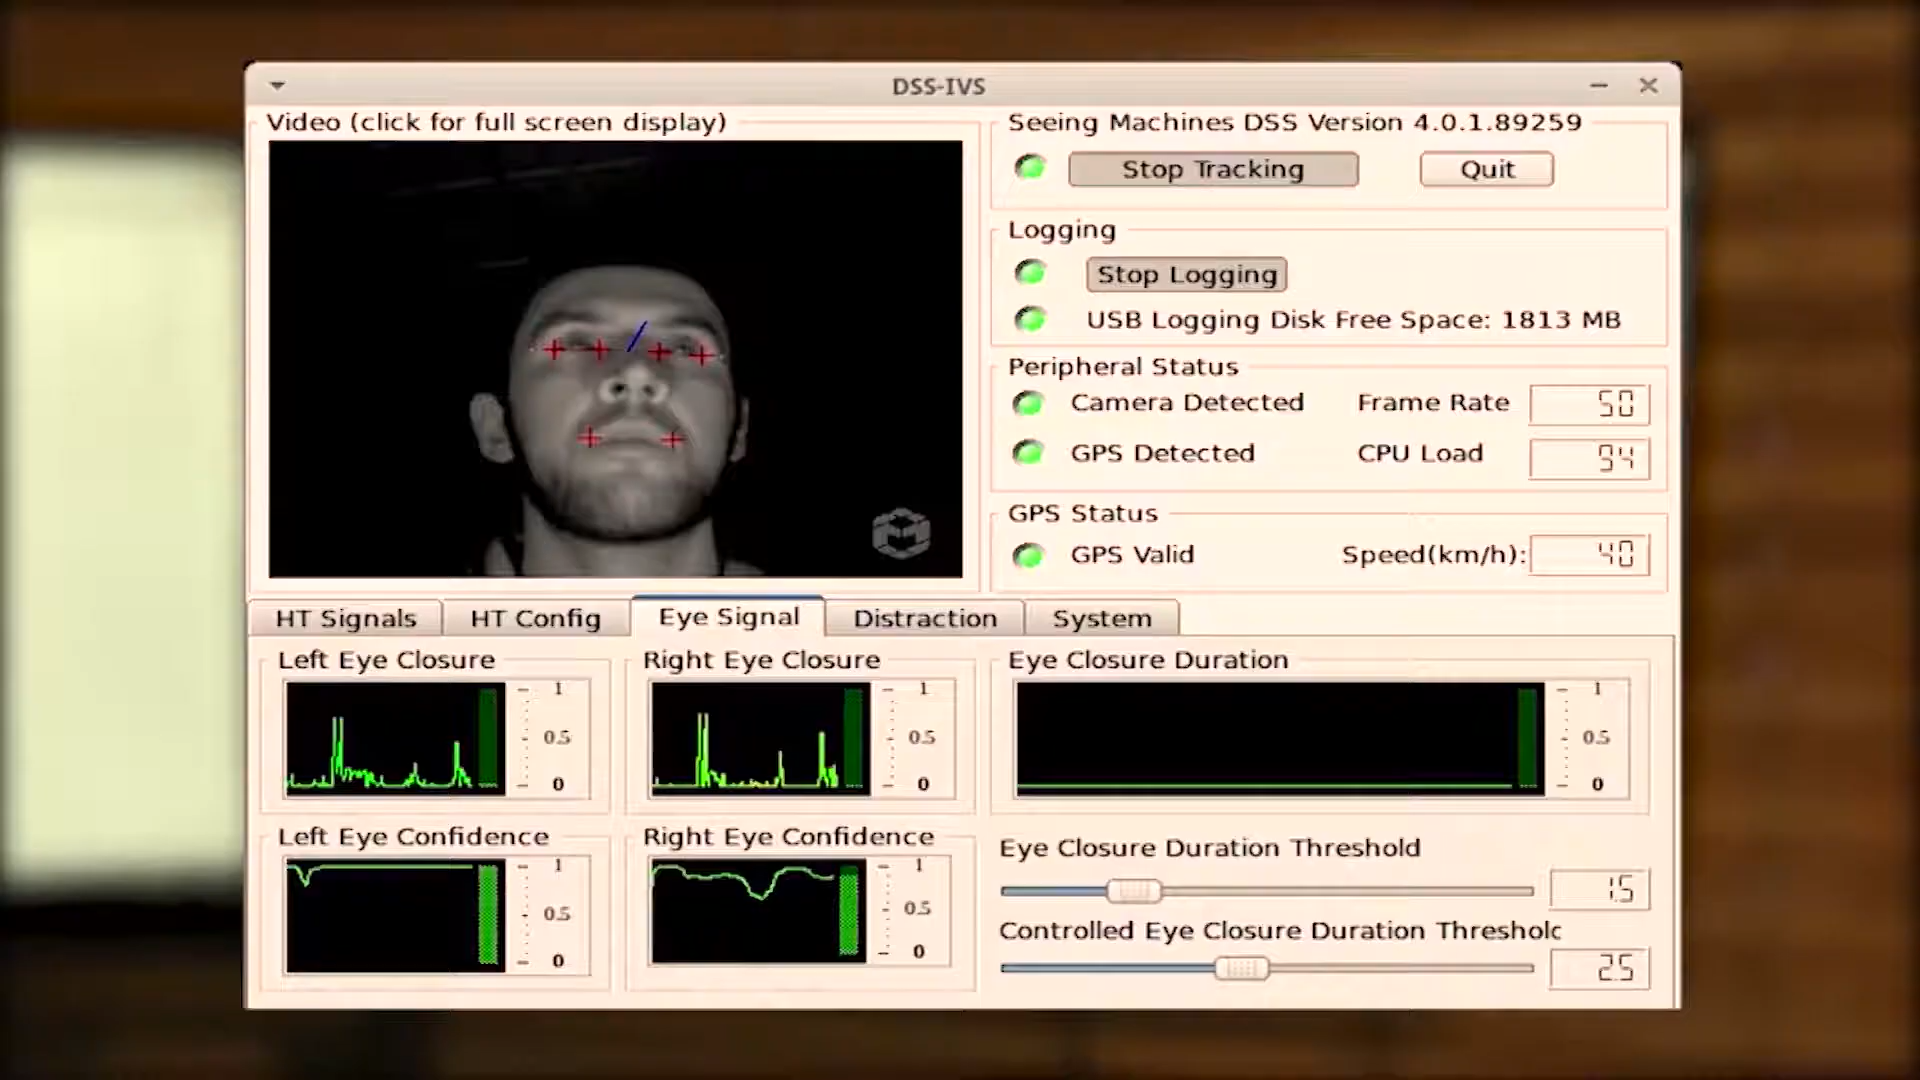 DSS-IVS
Video (click for full screen display)
Seeing Machines DSS Version 4.0.1.89259
Stop Tracking
Quit
Logging
Stop Logging
USB Logging Disk Free Space: 1813 MB
Peripheral Status
Camera Detected
Frame Rate
50
GPS Detected
CPU Load
94
GPS Status
GPS Valid
Speed(km/h):
40
HT Signals
HT Config
Eye Signal
Distraction
System
Left Eye Closure
1
0.5
0
Right Eye Closure
1
0.5
0
Eye Closure Duration
1
0.5
0
Left Eye Confidence
1
0.5
0
Right Eye Confidence
1
0.5
0
Eye Closure Duration Threshold
1.5
Controlled Eye Closure Duration Threshold
2.5